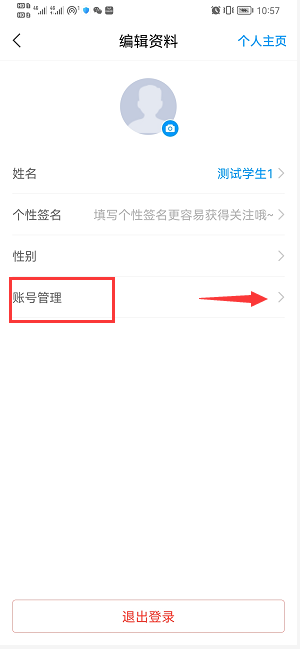 10:57
编辑资料
个人主页
姓名
测试学生1
个性签名
填写个性签名更容易获得关注哦~
性别
账号管理
退出登录